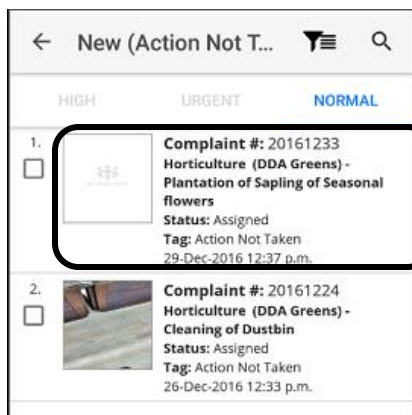 New (Action Not T...
HIGH URGENT NORMAL
1.
Complaint #: 20161233
Horticulture (DDA Greens) -
Plantation of Sapling of Seasonal
flowers
Status: Assigned
Tag: Action Not Taken
29-Dec-2016 12:37 p.m.
2.
Complaint #: 20161224
Horticulture (DDA Greens) -
Cleaning of Dustbin
Status: Assigned
Tag: Action Not Taken
26-Dec-2016 12:33 p.m.